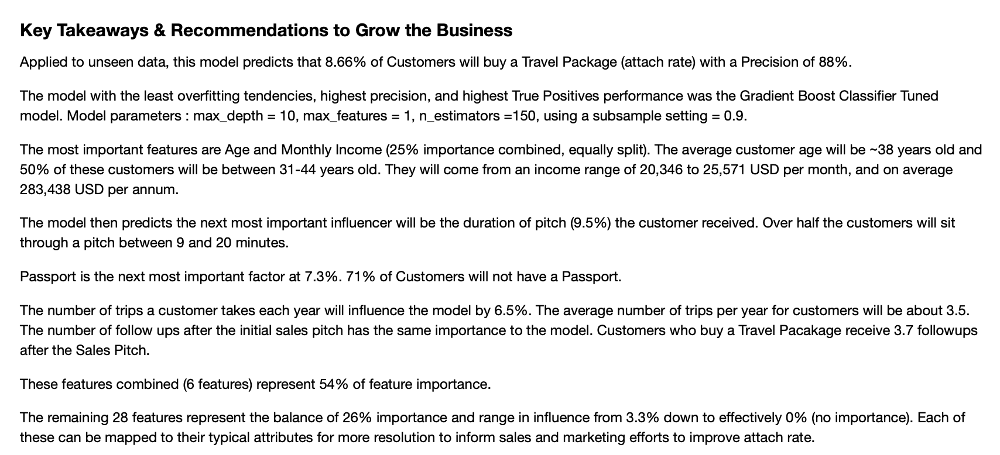 Key Takeaways & Recommendations to Grow the Business
Applied to unseen data, this model predicts that 8.66% of Customers will buy a Travel Package (attach rate) with a Precision of 88%.
The model with the least overfitting tendencies, highest precision, and highest True Positives performance was the Gradient Boost Classifier Tuned
model. Model parameters : max_depth = 10, max_features = 1, n_estimators =150, using a subsample setting = 0.9.
The most important features are Age and Monthly Income (25% importance combined, equally split). The average customer age will be ~38 years old and
50% of these customers will be between 31-44 years old. They will come from an income range of 20,346 to 25,571 USD per month, and on average
283,438 USD per annum.
The model then predicts the next most important influencer will be the duration of pitch (9.5%) the customer received. Over half the customers will sit
through a pitch between 9 and 20 minutes.
Passport is the next most important factor at 7.3%. 71% of Customers will not have a Passport.
The number of trips a customer takes each year will influence the model by 6.5%. The average number of trips per year for customers will be about 3.5.
The number of follow ups after the initial sales pitch has the same importance to the model. Customers who buy a Travel Pacakage receive 3.7 followups
after the Sales Pitch.
These features combined (6 features) represent 54% of feature importance.
The remaining 28 features represent the balance of 26% importance and range in influence from 3.3% down to effectively 0% (no importance). Each of
these can be mapped to their typical attributes for more resolution to inform sales and marketing efforts to improve attach rate.